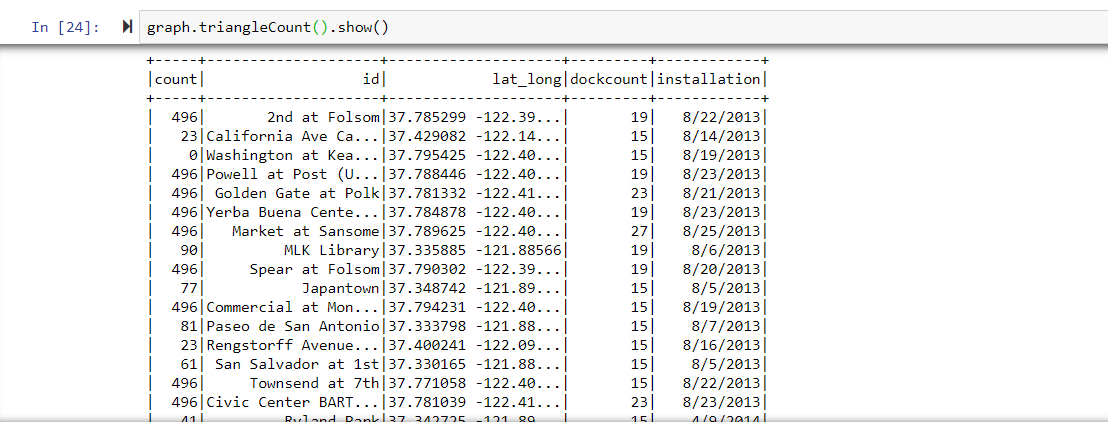 In [24]: graph.triangleCount().show()
+-----+--------------------+--------------------+---------+------------+
|count| id| lat_long|dockcount|installation|
+-----+--------------------+--------------------+---------+------------+
| 496| 2nd at Folsom|37.785299 -122.39...| 19| 8/22/2013|
| 23|California Ave Ca...|37.429082 -122.14...| 15| 8/14/2013|
| 0|Washington at Kea...|37.795425 -122.40...| 15| 8/19/2013|
| 496|Powell at Post (U...|37.788446 -122.40...| 19| 8/23/2013|
| 496| Golden Gate at Polk|37.781332 -122.41...| 23| 8/21/2013|
| 496|Yerba Buena Cente...|37.784878 -122.40...| 19| 8/23/2013|
| 496| Market at Sansome|37.789625 -122.40...| 27| 8/25/2013|
| 90| MLK Library|37.335885 -121.88566| 19| 8/6/2013|
| 496| Spear at Folsom|37.790302 -122.39...| 19| 8/20/2013|
| 77| Japantown|37.348742 -121.89...| 15| 8/5/2013|
| 496|Commercial at Mon...|37.794231 -122.40...| 15| 8/19/2013|
| 81|Paseo de San Antonio|37.333798 -121.88...| 15| 8/7/2013|
| 23|Rengstorff Avenue...|37.400241 -122.09...| 15| 8/16/2013|
| 61| San Salvador at 1st|37.330165 -121.88...| 15| 8/5/2013|
| 496| Townsend at 7th|37.771058 -122.40...| 15| 8/22/2013|
| 496|Civic Center BART...|37.781039 -122.41...| 23| 8/23/2013|
| 41| Ryland Park|37.342725 -121.89...| 15| 4/9/2014|